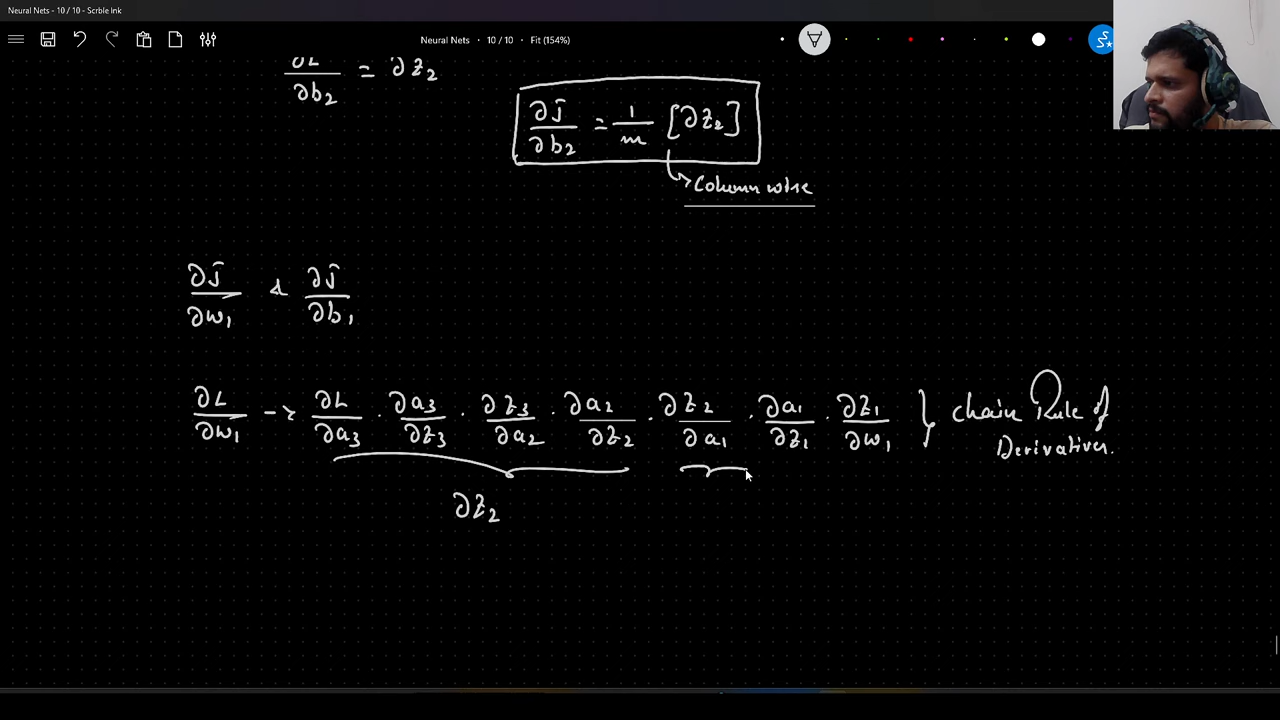 Neural Nets - 10 / 10 - Scrble Ink
Neural Nets • 10 / 10 • Fit (154%)
∂L/∂b₂ = ∂z₂
∂J/∂b₂ = 1/m [∂z₂]
Column wise
∂J/∂w₁ & ∂J/∂b₁
∂L/∂w₁ -> ∂L/∂a₃ · ∂a₃/∂z₃ · ∂z₃/∂a₂ · ∂a₂/∂z₂ · ∂z₂/∂a₁ · ∂a₁/∂z₁ · ∂z₁/∂w₁ } chain Rule of
Derivatives.
∂z₂